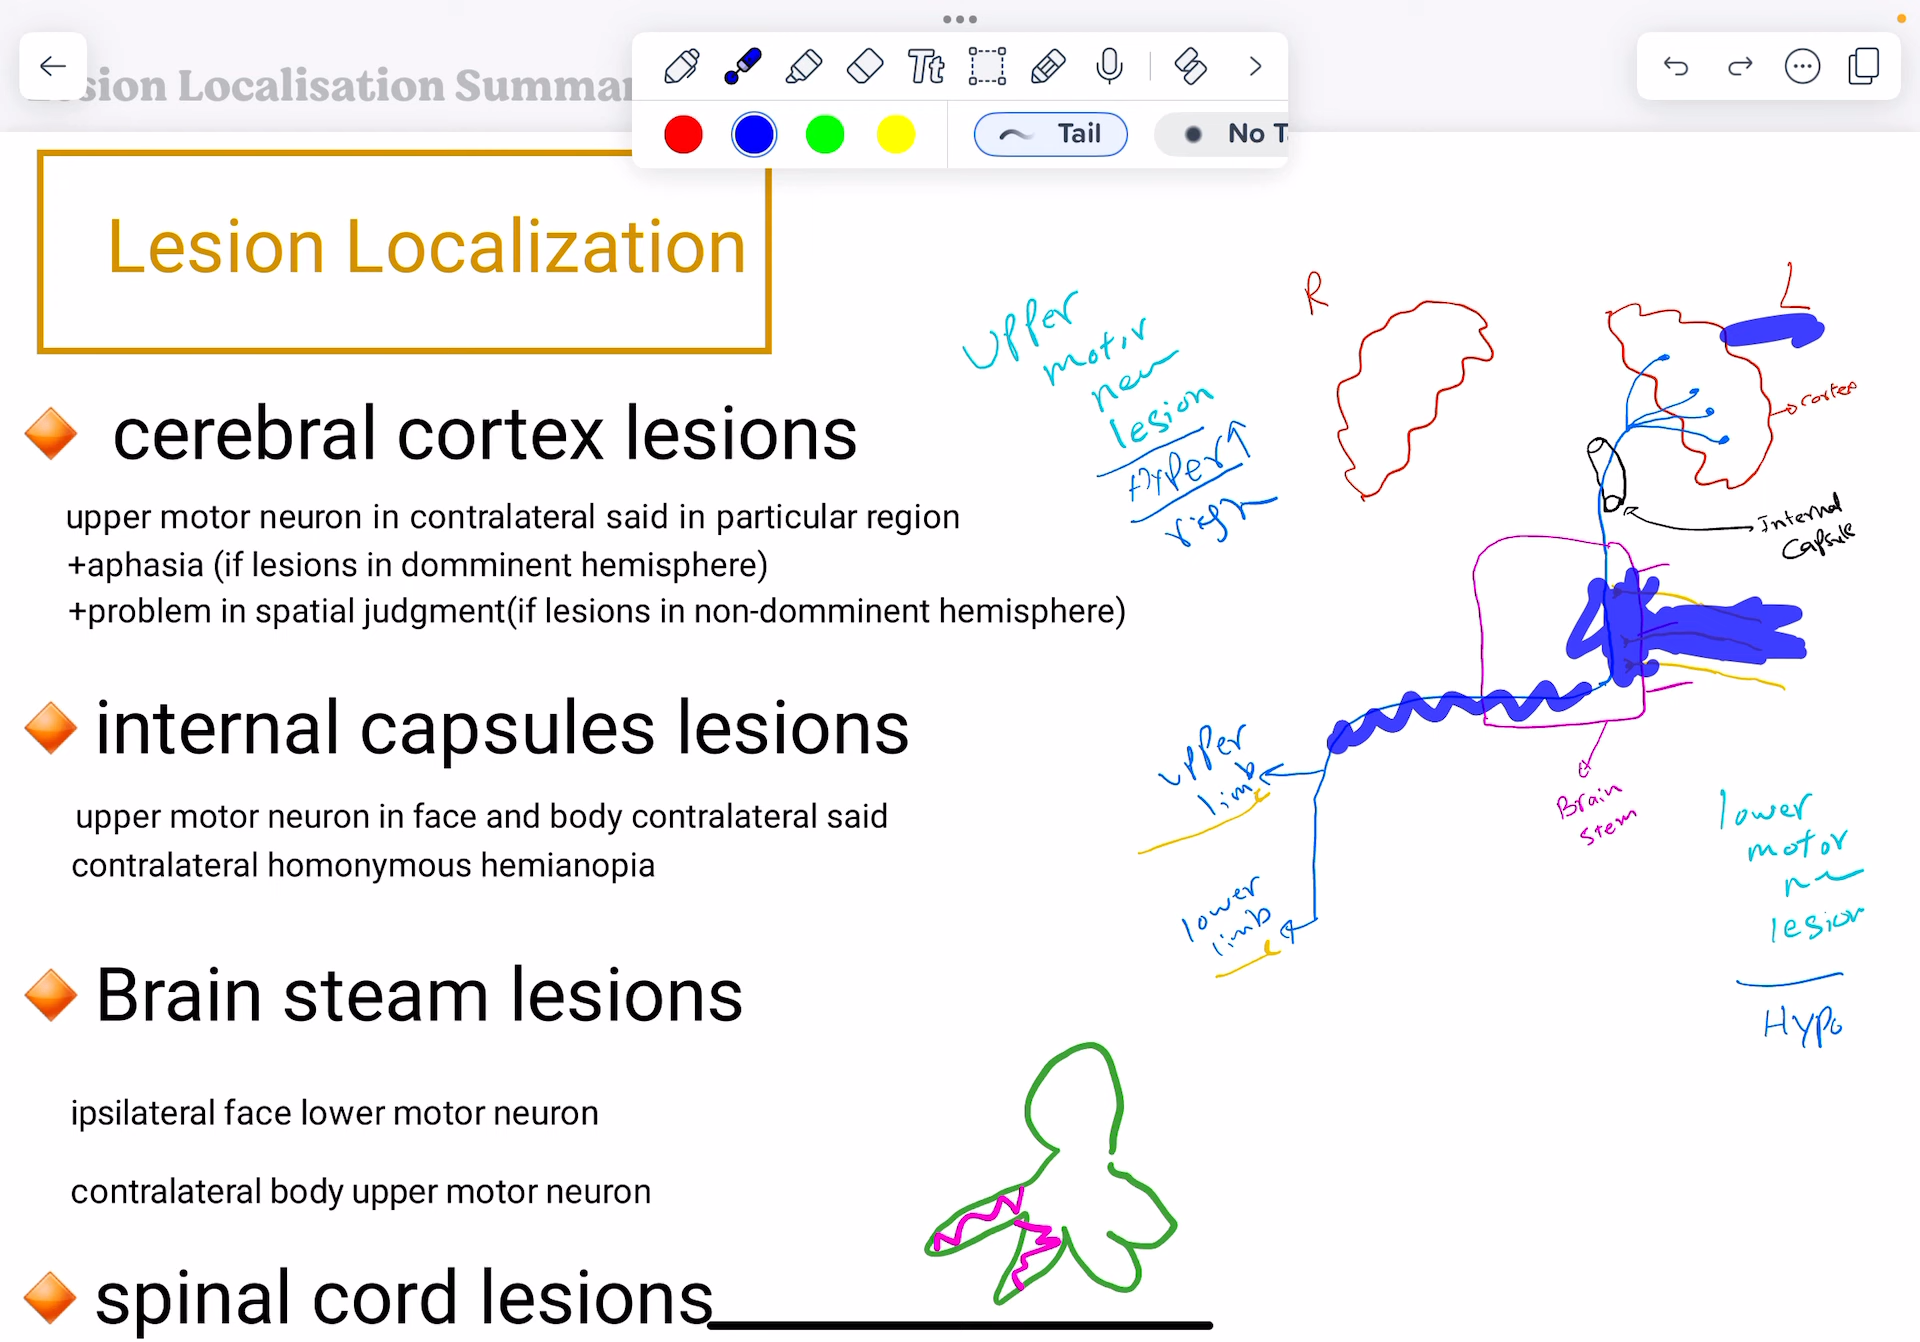 sion Localisation Summar
Tt
Tail
No T
Lesion Localization
cerebral cortex lesions
upper motor neuron in contralateral said in particular region
+aphasia (if lesions in domminent hemisphere)
+problem in spatial judgment(if lesions in non-domminent hemisphere)
internal capsules lesions
upper motor neuron in face and body contralateral said
contralateral homonymous hemianopia
Brain steam lesions
ipsilateral face lower motor neuron
contralateral body upper motor neuron
spinal cord lesions
upper
motor
lesion
Hyper
R
L
cortex
Internal
capsule
upper
limb
lower
limb
Brain
stem
lower
motor
lesion
Hypo